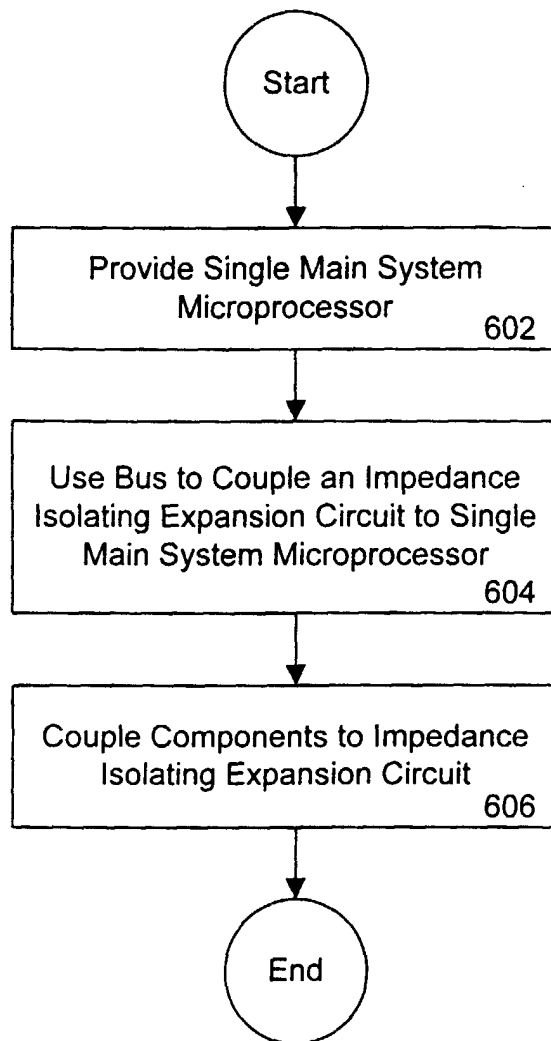 Start
Provide Single Main System
Microprocessor
602
Use Bus to Couple an Impedance
Isolating Expansion Circuit to Single
Main System Microprocessor
604
Couple Components to Impedance
Isolating Expansion Circuit
606
End